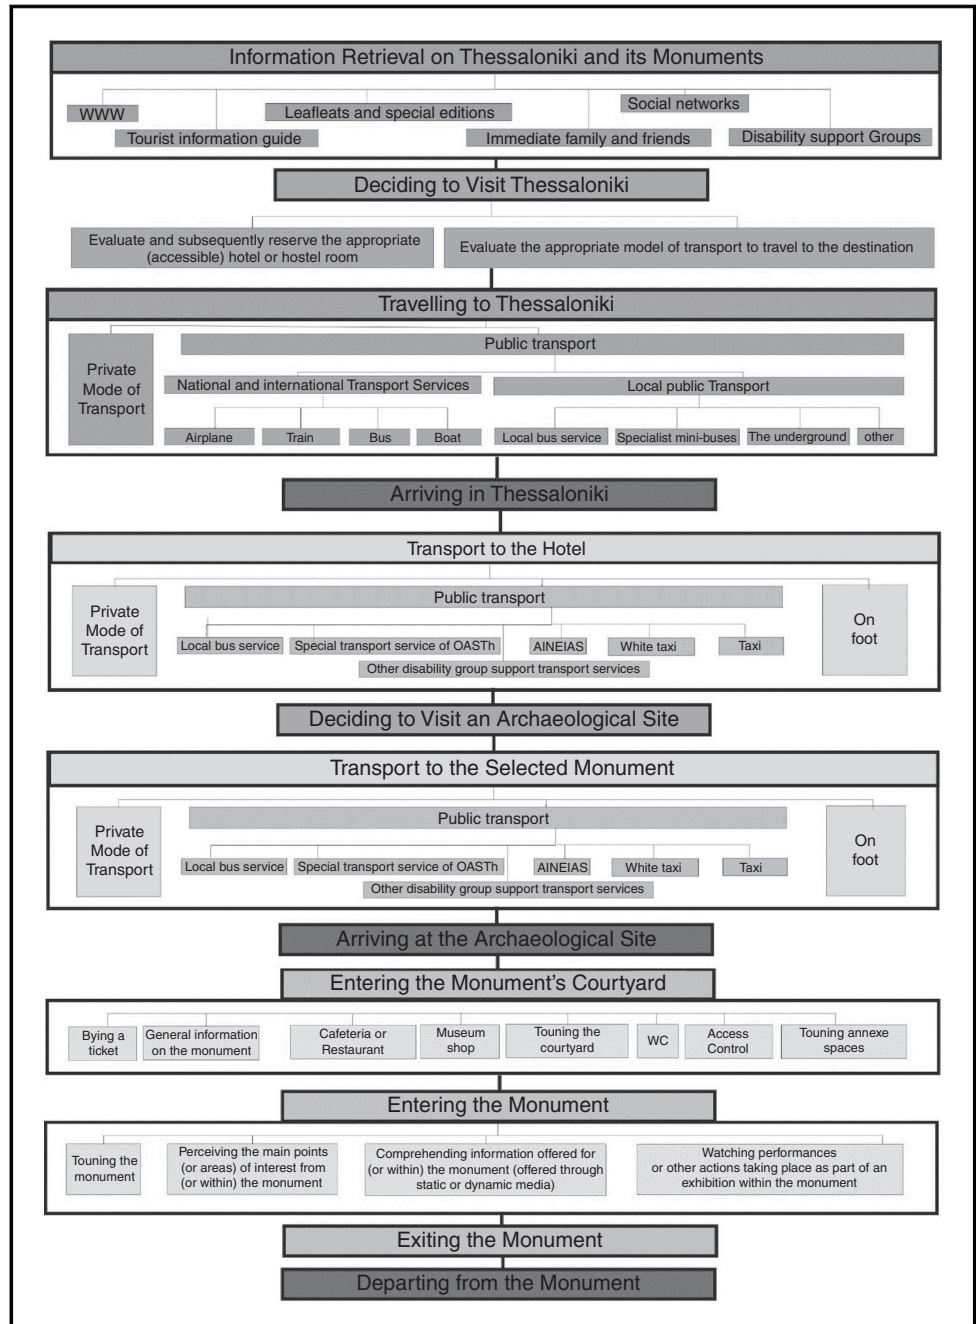 Information Retrieval on Thessaloniki and its Monuments
WWW
Leafleats and special editions
Social networks
Tourist information guide
Immediate family and friends
Disability support Groups
Deciding to Visit Thessaloniki
Evaluate and subsequently reserve the appropriate
(accessible) hotel or hostel room
Evaluate the appropriate model of transport to travel to the destination
Travelling to Thessaloniki
Private
Mode of
Transport
Public transport
National and international Transport Services
Local public Transport
Airplane
Train
Bus
Boat
Local bus service
Specialist mini-buses
The underground
other
Arriving in Thessaloniki
Transport to the Hotel
Private
Mode of
Transport
Public transport
On
foot
Local bus service
Special transport service of OASTh
AINEIAS
White taxi
Taxi
Other disability group support transport services
Deciding to Visit an Archaeological Site
Transport to the Selected Monument
Private
Mode of
Transport
Public transport
On
foot
Local bus service
Special transport service of OASTh
AINEIAS
White taxi
Taxi
Other disability group support transport services
Arriving at the Archaeological Site
Entering the Monument's Courtyard
Bying a
ticket
General information
on the monument
Cafeteria or
Restaurant
Museum
shop
Touning the
courtyard
WC
Access
Control
Touning annexe
spaces
Entering the Monument
Touning the
monument
Perceiving the main points
(or areas) of interest from
(or within) the monument
Comprehending information offered for
(or within) the monument (offered through
static or dynamic media)
Watching performances
or other actions taking place as part of an
exhibition within the monument
Exiting the Monument
Departing from the Monument